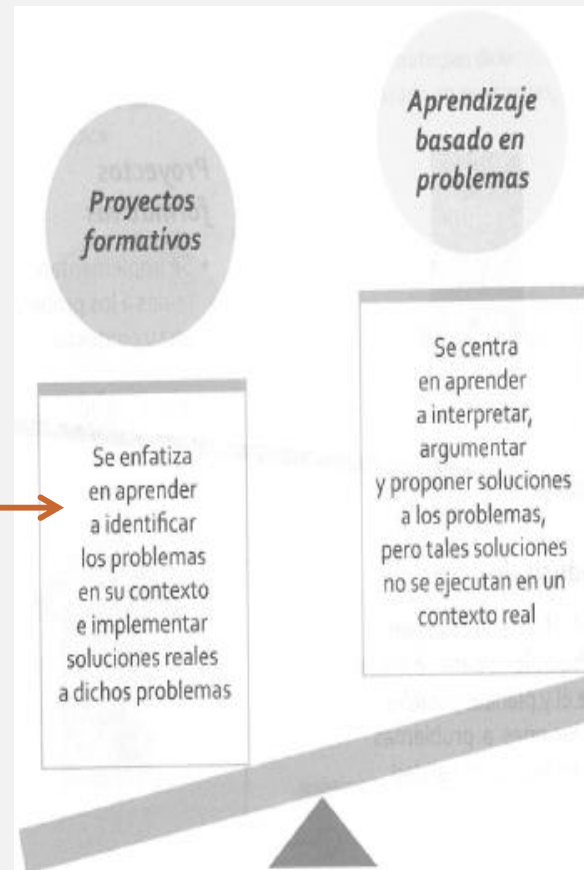 Proyectos
formativos
Se enfatiza
en aprender
a identificar
los problemas
en su contexto
e implementar
soluciones reales
a dichos problemas
Aprendizaje
basado en
problemas
Se centra
en aprender
a interpretar,
argumentar
y proponer soluciones
a los problemas,
pero tales soluciones
no se ejecutan en un
contexto real